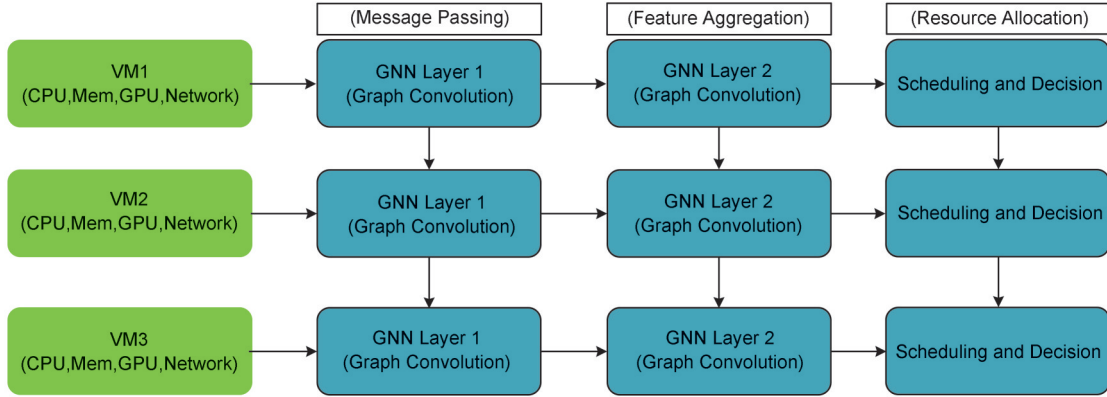 (Message Passing)
(Feature Aggregation)
(Resource Allocation)
VM1
(CPU,Mem,GPU,Network)
GNN Layer 1
(Graph Convolution)
GNN Layer 2
(Graph Convolution)
Scheduling and Decision
VM2
(CPU,Mem,GPU,Network)
GNN Layer 1
(Graph Convolution)
GNN Layer 2
(Graph Convolution)
Scheduling and Decision
VM3
(CPU,Mem,GPU,Network)
GNN Layer 1
(Graph Convolution)
GNN Layer 2
(Graph Convolution)
Scheduling and Decision